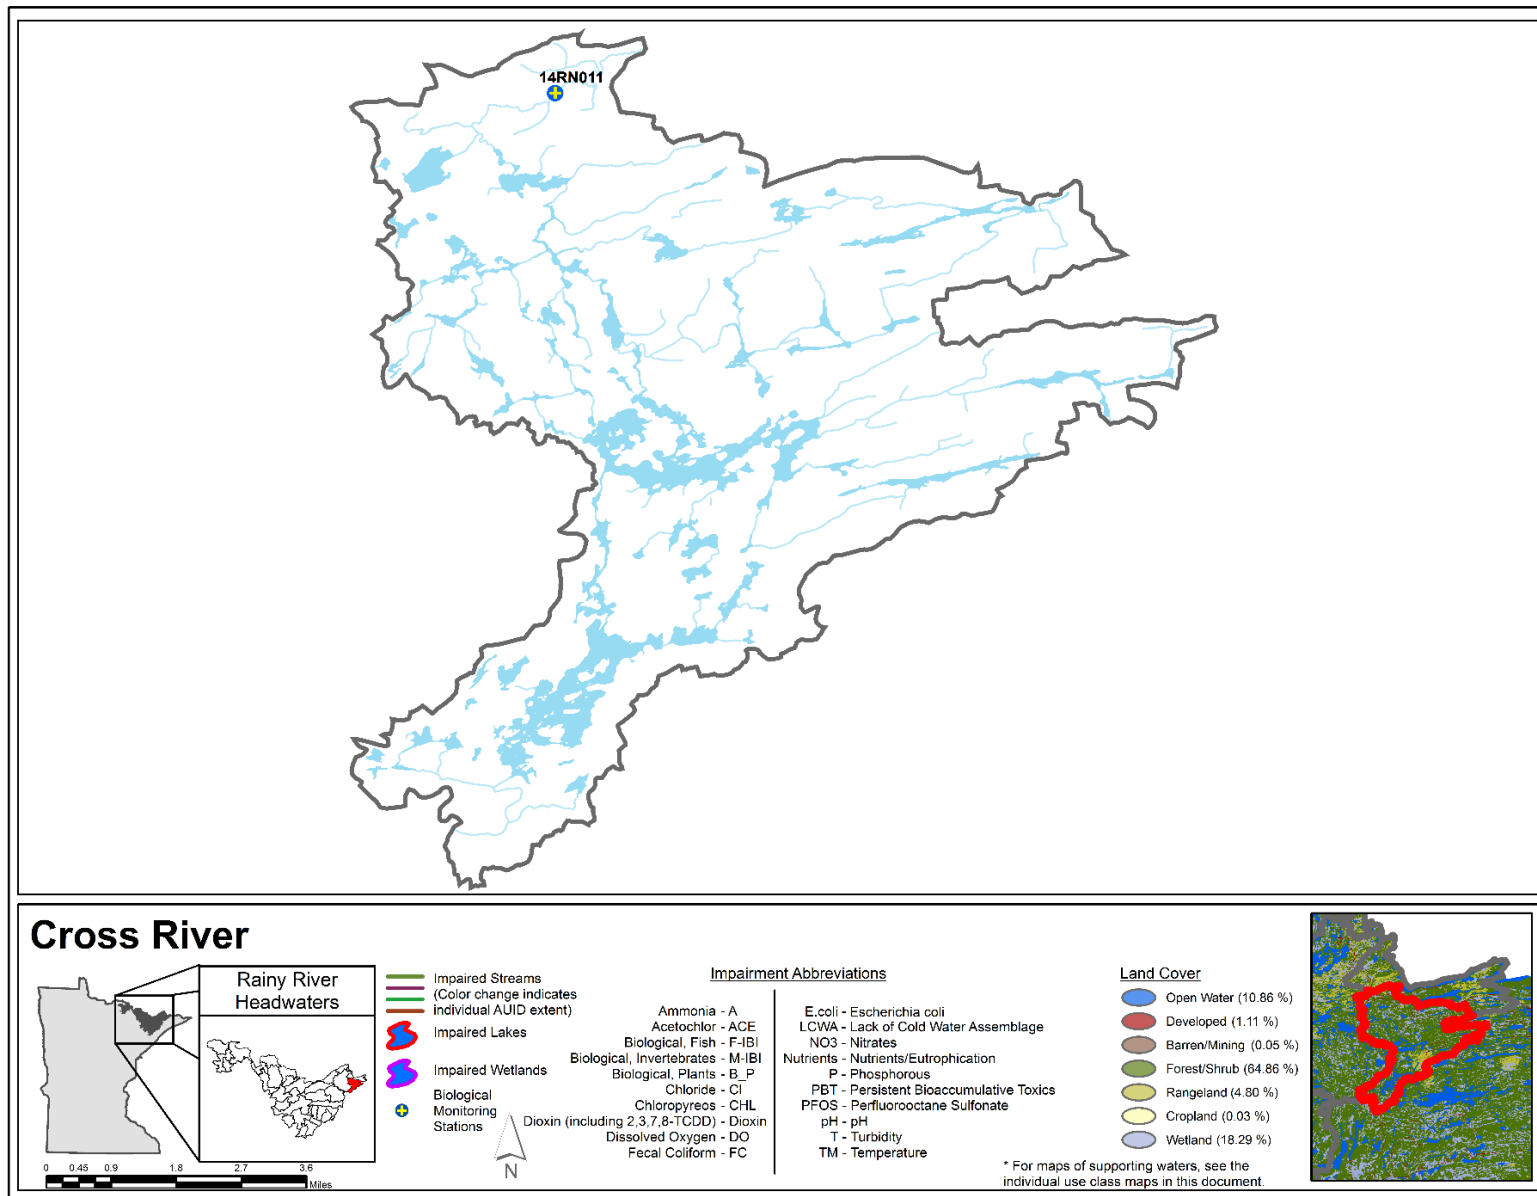 14RN011
Cross River
Rainy River
Headwaters
0 0.45 0.9 1.8 2.7 3.6
Miles
Impaired Streams
(Color change indicates
individual AUID extent)
Impaired Lakes
Impaired Wetlands
Biological
Monitoring
Stations
N
Impairment Abbreviations
Ammonia - A
Acetochlor - ACE
Biological, Fish - F-IBI
Biological, Invertebrates - M-IBI
Biological, Plants - B_P
Chloride - Cl
Chloropyreos - CHL
Dioxin (including 2,3,7,8-TCDD) - Dioxin
Dissolved Oxygen - DO
Fecal Coliform - FC
E.coli - Escherichia coli
LCWA - Lack of Cold Water Assemblage
NO3 - Nitrates
Nutrients - Nutrients/Eutrophication
P - Phosphorous
PBT - Persistent Bioaccumulative Toxics
PFOS - Perfluorooctane Sulfonate
pH - pH
T - Turbidity
TM - Temperature
Land Cover
Open Water (10.86 %)
Developed (1.11 %)
Barren/Mining (0.05 %)
Forest/Shrub (64.86 %)
Rangeland (4.80 %)
Cropland (0.03 %)
Wetland (18.29 %)
* For maps of supporting waters, see the
individual use class maps in this document.